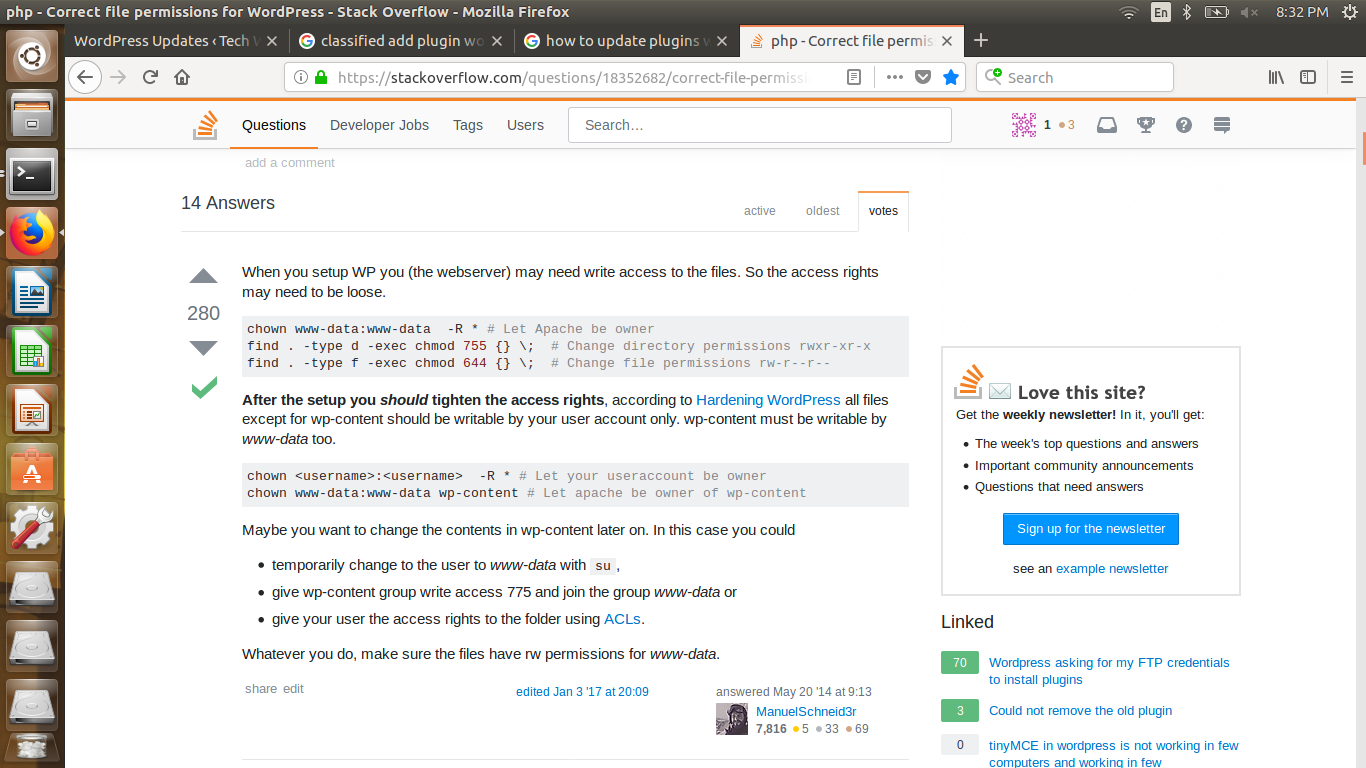 php - Correct file permissions for WordPress - Stack Overflow - Mozilla Firefox
En
8:32 PM
WordPress Updates ‹ Tech
classified add plugin wo
how to update plugins w
php - Correct file permis
https://stackoverflow.com/questions/18352682/correct-file-permissi
Search
Questions
Developer Jobs
Tags
Users
Search…
1
3
add a comment
14 Answers
active
oldest
votes
280
When you setup WP you (the webserver) may need write access to the files. So the access rights
may need to be loose.
chown www-data:www-data  -R * # Let Apache be owner
find . -type d -exec chmod 755 {} \;  # Change directory permissions rwxr-xr-x
find . -type f -exec chmod 644 {} \;  # Change file permissions rw-r--r--
After the setup you should tighten the access rights, according to Hardening WordPress all files
except for wp-content should be writable by your user account only. wp-content must be writable by
www-data too.
chown <username>:<username>  -R * # Let your useraccount be owner
chown www-data:www-data wp-content # Let apache be owner of wp-content
Maybe you want to change the contents in wp-content later on. In this case you could
temporarily change to the user to www-data with su,
give wp-content group write access 775 and join the group www-data or
give your user the access rights to the folder using ACLs.
Whatever you do, make sure the files have rw permissions for www-data.
share edit
edited Jan 3 '17 at 20:09
answered May 20 '14 at 9:13
ManuelSchneid3r
7,816 5 33 69
Love this site?
Get the weekly newsletter! In it, you'll get:
The week's top questions and answers
Important community announcements
Questions that need answers
Sign up for the newsletter
see an example newsletter
Linked
70 Wordpress asking for my FTP credentials
to install plugins
3 Could not remove the old plugin
0 tinyMCE in wordpress is not working in few
computers and working in few